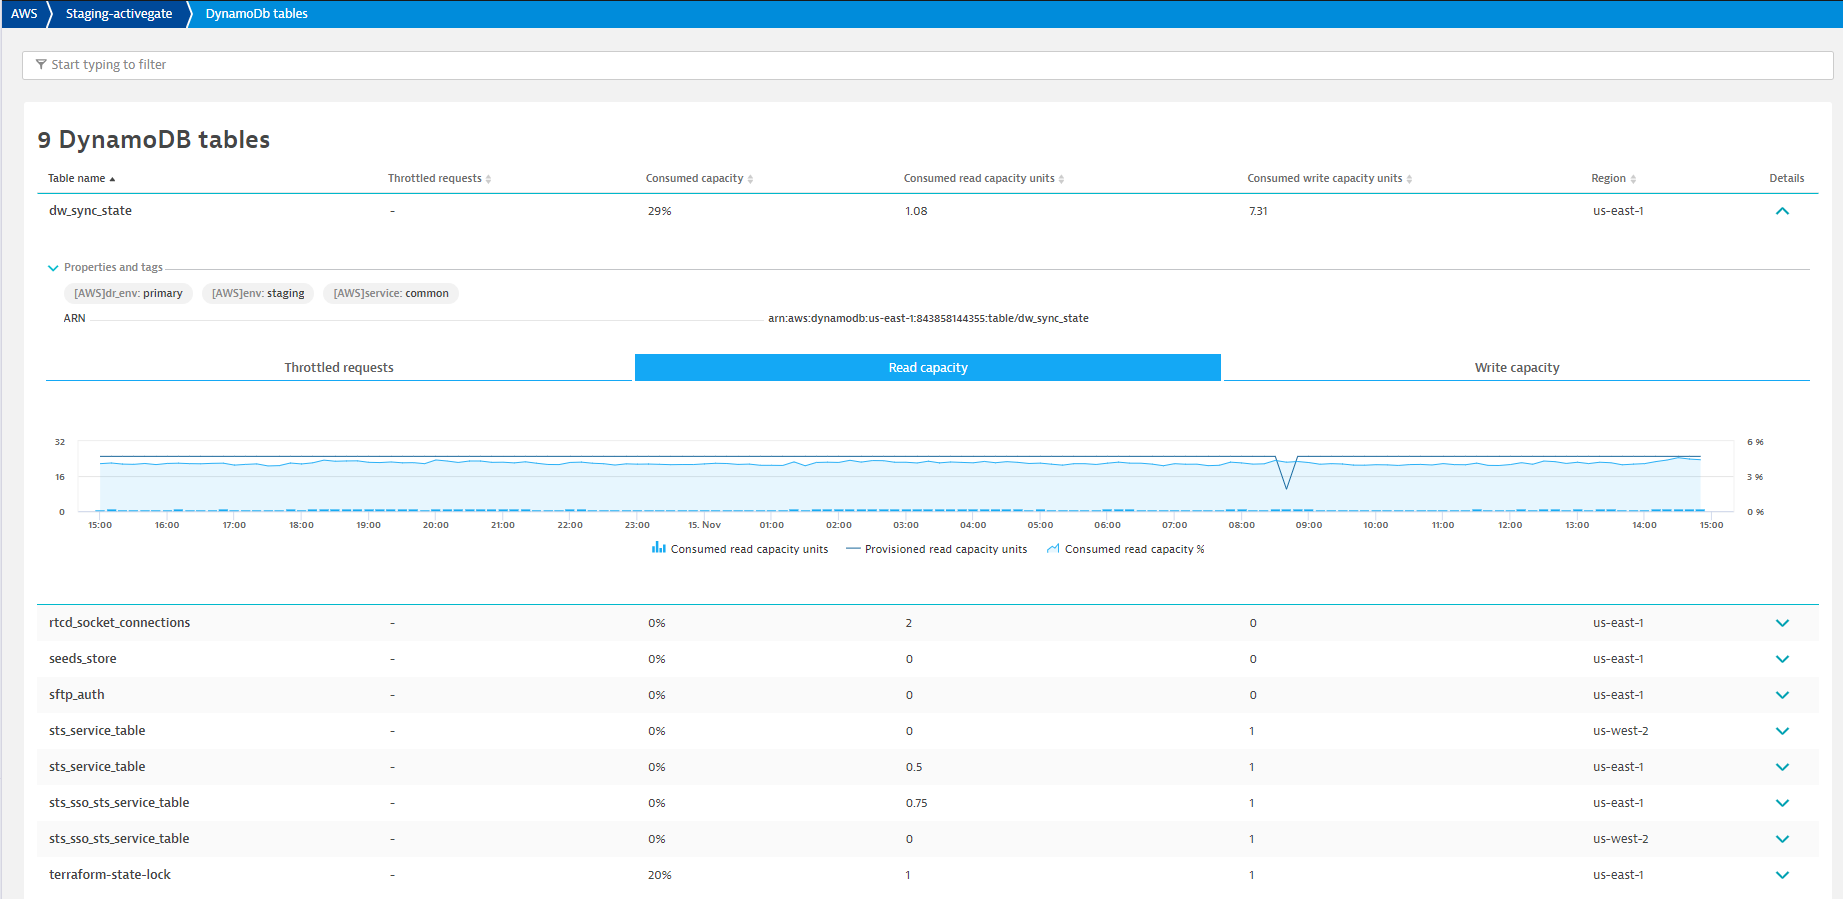 AWS Staging-activegate DynamoDb tables
Start typing to filter
9 DynamoDB tables
Table name Throttled requests Consumed capacity Consumed read capacity units Consumed write capacity units Region Details
dw_sync_state - 29% 1.08 7.31 us-east-1
Properties and tags
[AWS]dr_env: primary [AWS]env: staging [AWS]service: common
ARN arn:aws:dynamodb:us-east-1:843858144355:table/dw_sync_state
Throttled requests Read capacity Write capacity
32 6 %
16 3 %
0 0 %
15:00 16:00 17:00 18:00 19:00 20:00 21:00 22:00 23:00 15. Nov 01:00 02:00 03:00 04:00 05:00 06:00 07:00 08:00 09:00 10:00 11:00 12:00 13:00 14:00 15:00
Consumed read capacity units Provisioned read capacity units Consumed read capacity %
rtcd_socket_connections - 0% 2 0 us-east-1
seeds_store - 0% 0 0 us-east-1
sftp_auth - 0% 0 0 us-east-1
sts_service_table - 0% 0 1 us-west-2
sts_service_table - 0% 0.5 1 us-east-1
sts_sso_sts_service_table - 0% 0.75 1 us-east-1
sts_sso_sts_service_table - 0% 0 1 us-west-2
terraform-state-lock - 20% 1 1 us-east-1